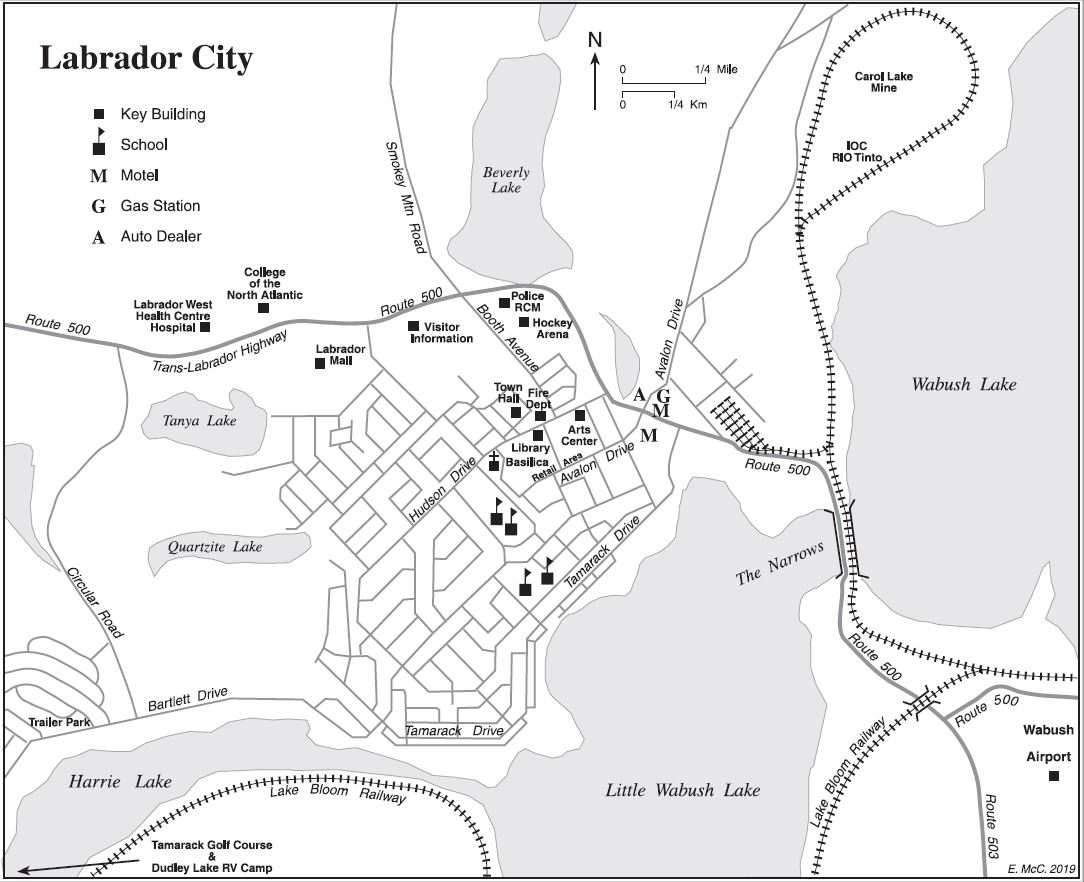 Labrador City
Key Building
School
M Motel
G Gas Station
A Auto Dealer
N
0 1/4 Mile
0 1/4 Km
Carol Lake
Mine
IOC
RIO Tinto
Smokey Mtn Road
Beverly
Lake
College
of the
North Atlantic
Labrador West
Health Centre
Hospital
Route 500
Route 500
Trans-Labrador Highway
Visitor
Information
Labrador
Mall
Police
RCM
Hockey
Arena
Booth Avenue
Avalon Drive
Wabush Lake
Tanya Lake
Town
Hall
Fire
Dept
A
G
M
M
Arts
Center
Library
Basilica
Retail Area
Avalon Drive
Hudson Drive
Route 500
Quartzite Lake
Tamarack Drive
The Narrows
Circular Road
Route 500
Bartlett Drive
Trailer Park
Tamarack Drive
Route 500
Wabush
Airport
Harrie Lake
Lake Bloom Railway
Little Wabush Lake
Lake Bloom Railway
Route 503
Tamarack Golf Course
&
Dudley Lake RV Camp
E. McC. 2019